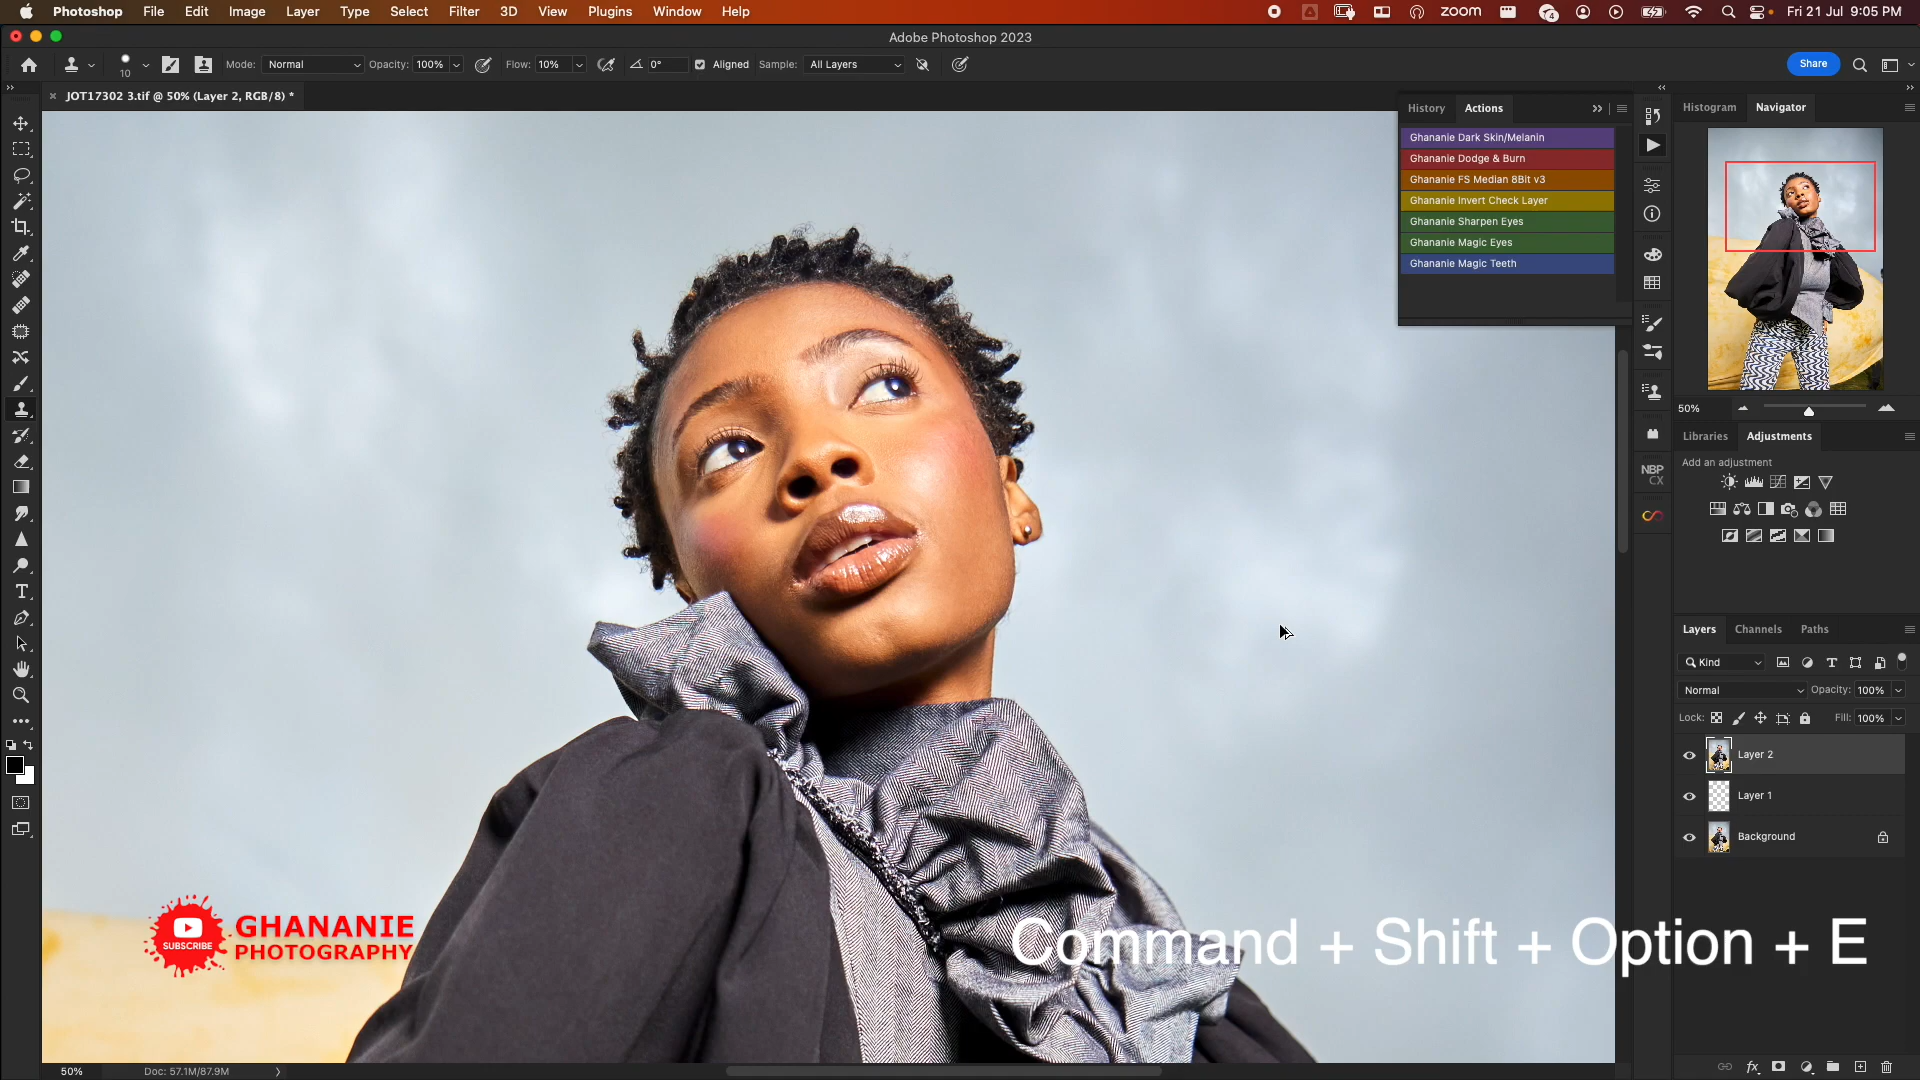 Photoshop File Edit Image Layer Type Select Filter 3D View Plugins Window Help
zoom 4 Fri 21 Jul 9:05 PM
Adobe Photoshop 2023
10 Mode: Normal Opacity: 100% Flow: 10% 0° Aligned Sample: All Layers Share
JOT17302 3.tif @ 50% (Layer 2, RGB/8) *
History Actions
Ghananie Dark Skin/Melanin
Ghananie Dodge & Burn
Ghananie FS Median 8Bit v3
Ghananie Invert Check Layer
Ghananie Sharpen Eyes
Ghananie Magic Eyes
Ghananie Magic Teeth
NBP
CX
Histogram Navigator
50%
Libraries Adjustments
Add an adjustment
Layers Channels Paths
Kind
Normal Opacity: 100%
Lock: Fill: 100%
Layer 2
Layer 1
Background
SUBSCRIBE
GHANANIE
PHOTOGRAPHY
Command + Shift + Option + E
50% Doc: 57.1M/87.9M
fx